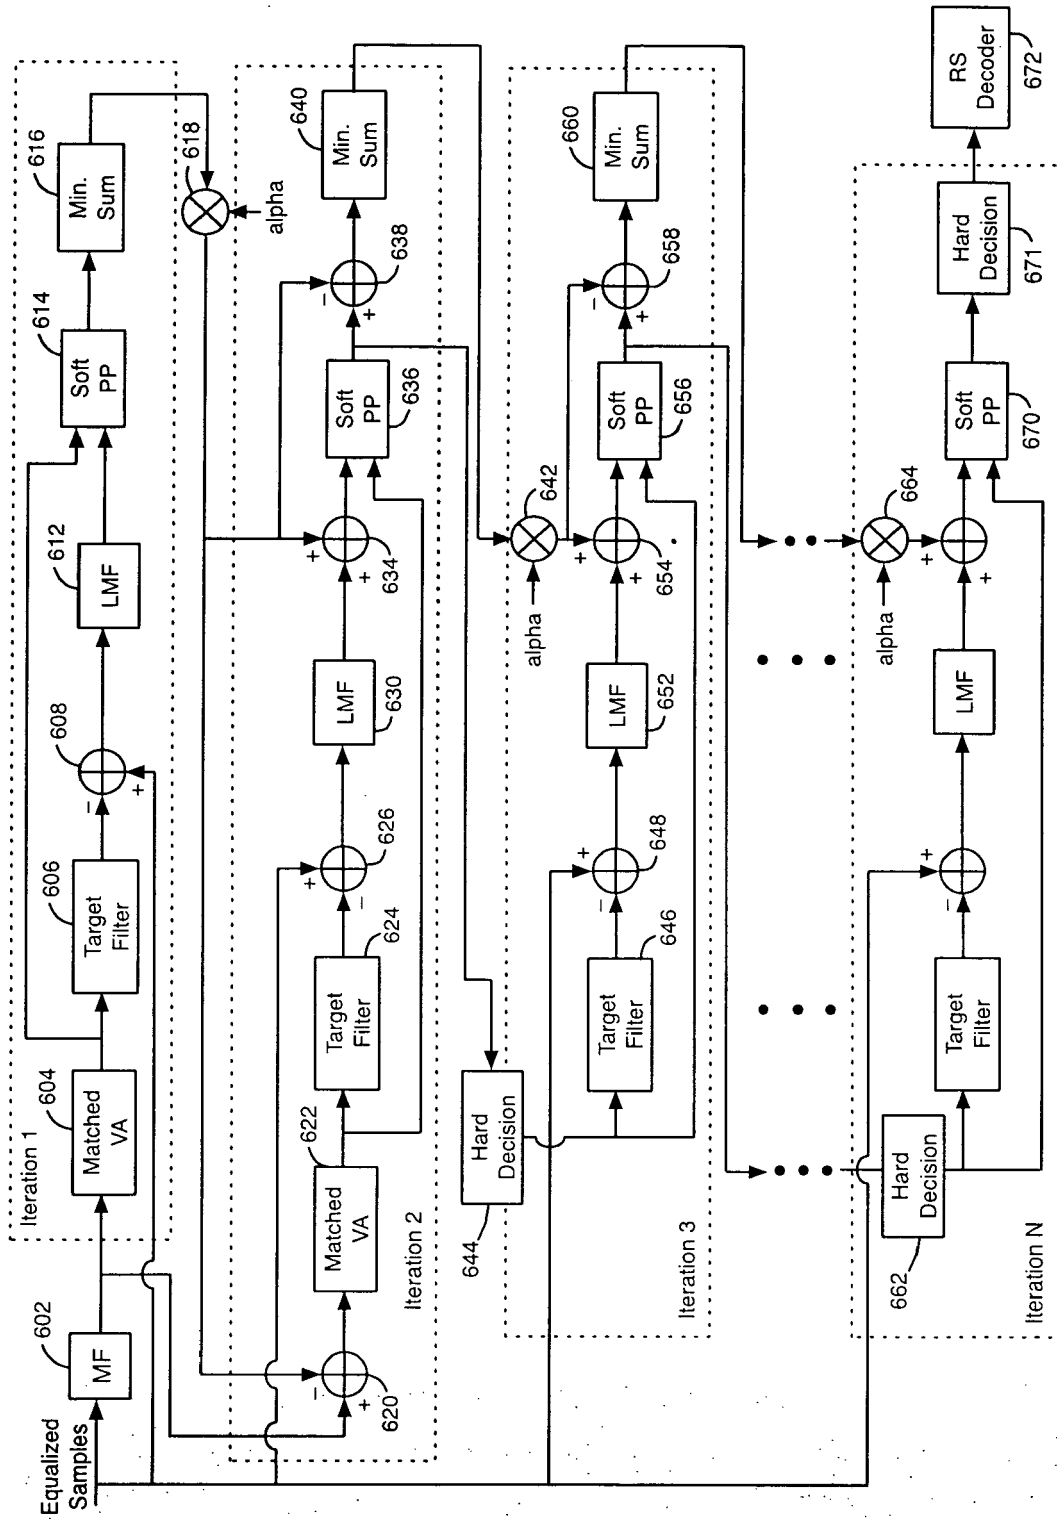 Equalized
Samples
MF
602
Iteration 1
Matched
VA
604
Target
Filter
606
–
+
608
LMF
612
Soft
PP
614
Min.
Sum
616
618
alpha
Iteration 2
–
+
620
Matched
VA
622
Target
Filter
624
+
–
626
LMF
630
+
+
634
Soft
PP
636
–
+
638
Min.
Sum
640
Iteration 3
Hard
Decision
644
Target
Filter
646
+
–
648
LMF
652
alpha
642
+
+
654
Soft
PP
656
–
+
658
Min.
Sum
660
Iteration N
Hard
Decision
662
Target
Filter
+
–
LMF
alpha
664
+
+
Soft
PP
670
Hard
Decision
671
RS
Decoder
672